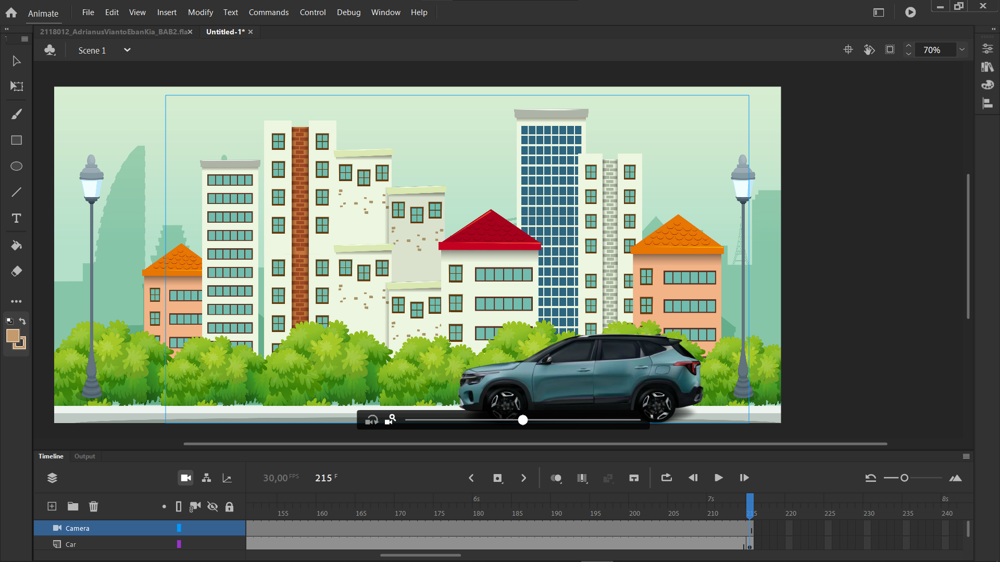 Animate File Edit View Insert Modify Text Commands Control Debug Window Help
2118012_AdrianusViantoEbanKia_BAB2.fla Untitled-1*
Scene 1 70%
Timeline Output
30,00 FPS 215 F
6s 7s 8s
155 160 165 170 175 180 185 190 195 200 205 210 215 220 225 230 235 240
Camera
Car